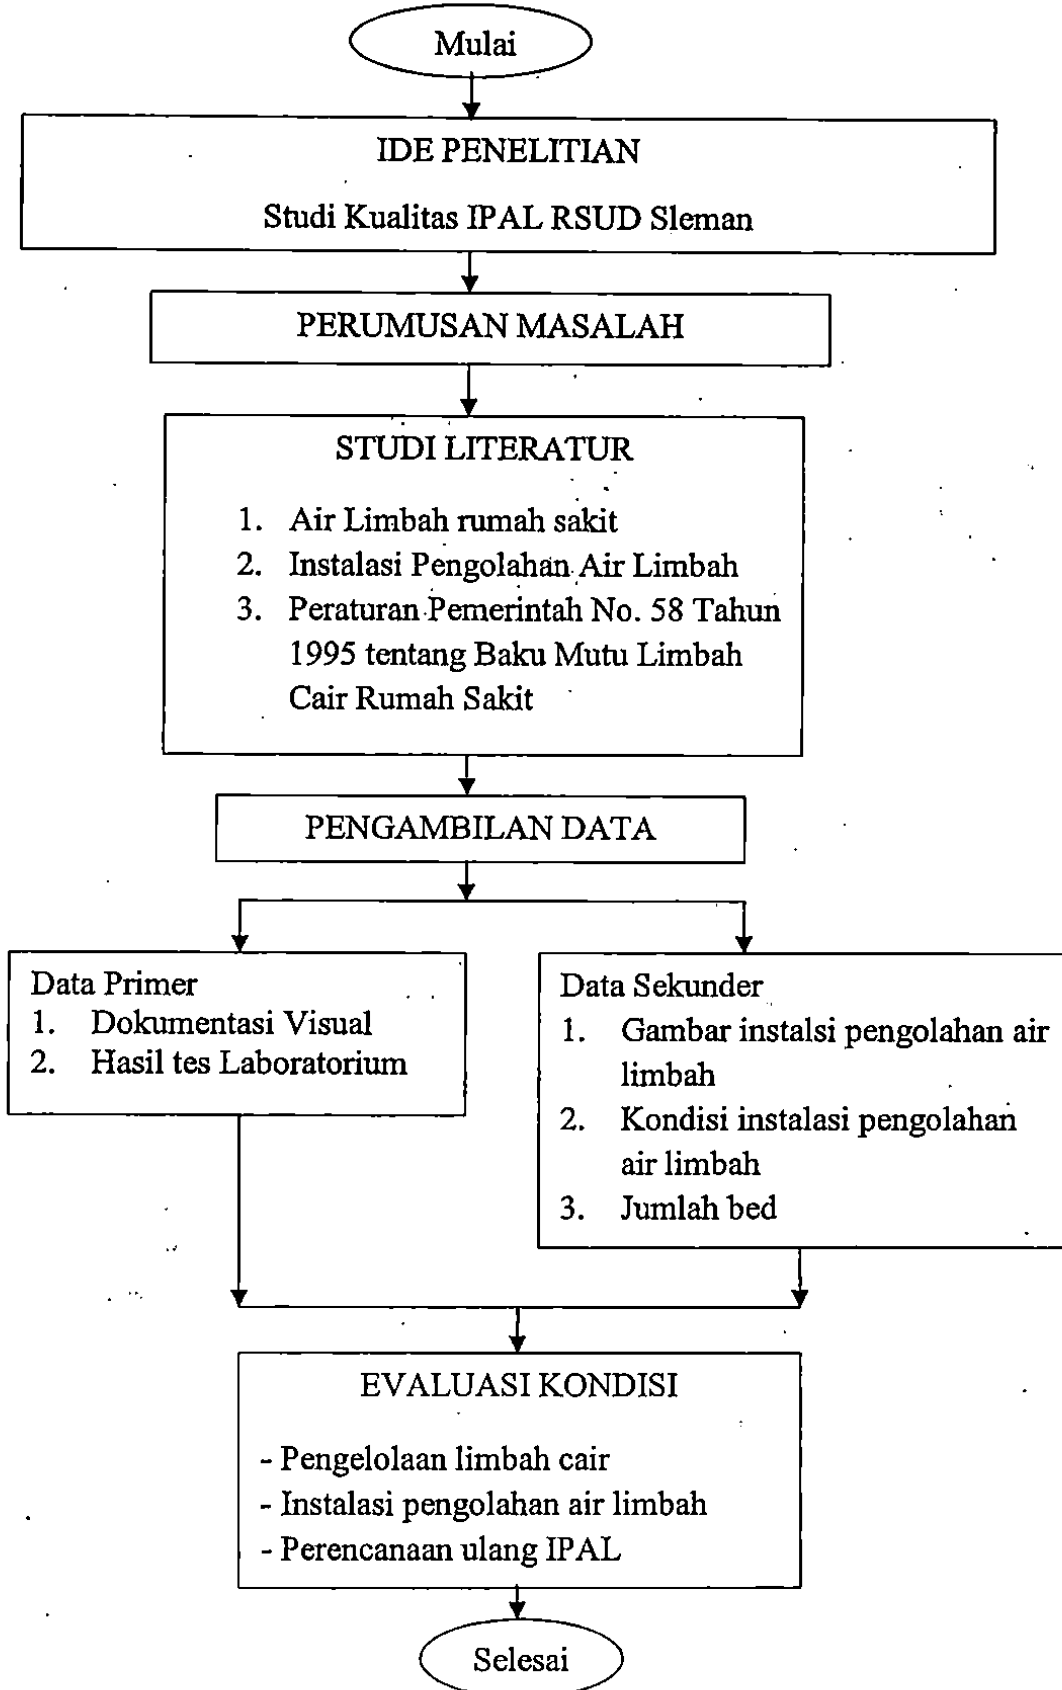 Mulai
IDE PENELITIAN
Studi Kualitas IPAL RSUD Sleman
PERUMUSAN MASALAH
STUDI LITERATUR
1. Air Limbah rumah sakit
2. Instalasi Pengolahan Air Limbah
3. Peraturan Pemerintah No. 58 Tahun
1995 tentang Baku Mutu Limbah
Cair Rumah Sakit
PENGAMBILAN DATA
Data Primer
1. Dokumentasi Visual
2. Hasil tes Laboratorium
Data Sekunder
1. Gambar instalsi pengolahan air
limbah
2. Kondisi instalasi pengolahan
air limbah
3. Jumlah bed
EVALUASI KONDISI
- Pengelolaan limbah cair
- Instalasi pengolahan air limbah
- Perencanaan ulang IPAL
Selesai